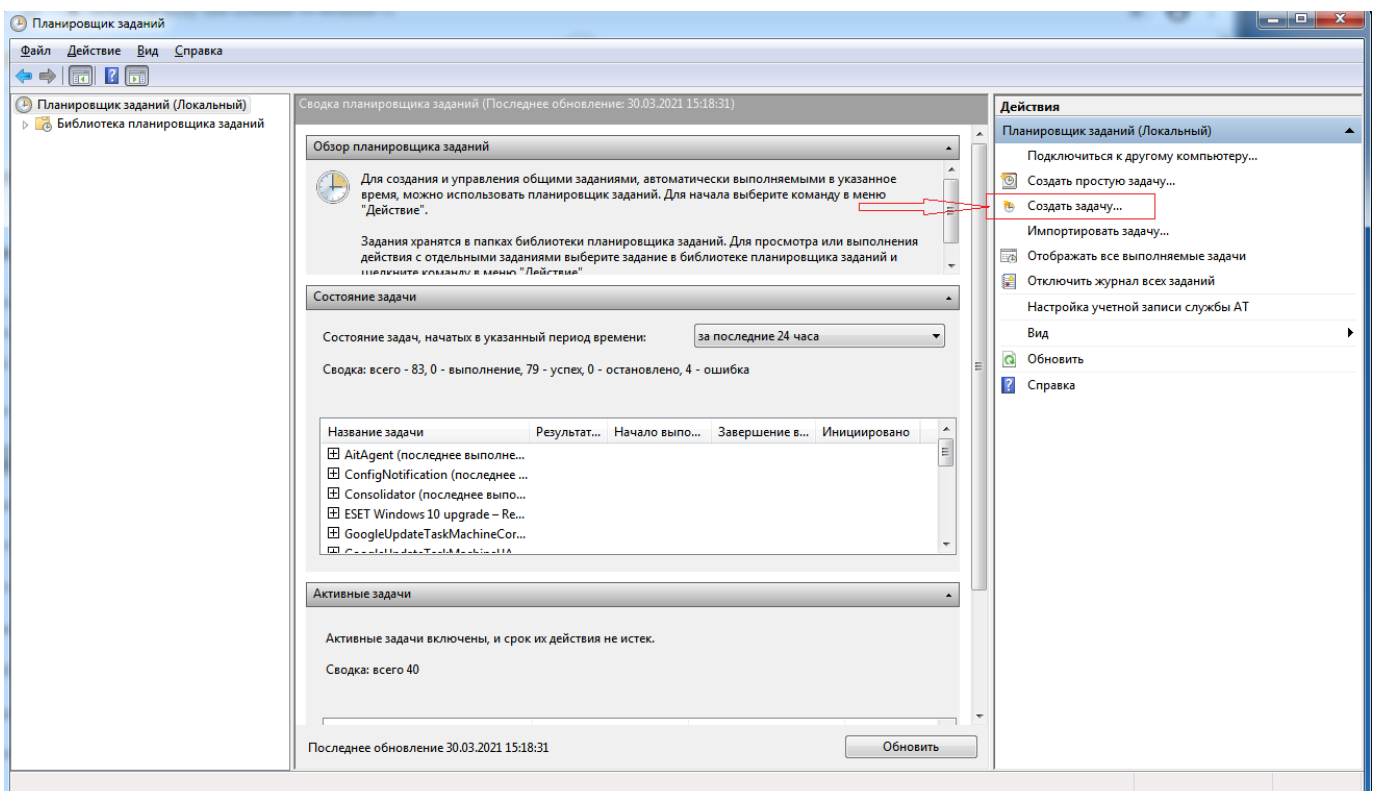 Планировщик заданий
Файл Действие Вид Справка
Планировщик заданий (Локальный)
Библиотека планировщика заданий
Сводка планировщика заданий (Последнее обновление: 30.03.2021 15:18:31)
Обзор планировщика заданий
Для создания и управления общими заданиями, автоматически выполняемыми в указанное
время, можно использовать планировщик заданий. Для начала выберите команду в меню
"Действие".
Задания хранятся в папках библиотеки планировщика заданий. Для просмотра или выполнения
действия с отдельными заданиями выберите задание в библиотеке планировщика заданий и
щелкните команду в меню "Действие"
Состояние задачи
Состояние задач, начатых в указанный период времени: за последние 24 часа
Сводка: всего - 83, 0 - выполнение, 79 - успех, 0 - остановлено, 4 - ошибка
Название задачи Результат... Начало выпо... Завершение в... Инициировано
AitAgent (последнее выполне...
ConfigNotification (последнее ...
Consolidator (последнее выпо...
ESET Windows 10 upgrade – Re...
GoogleUpdateTaskMachineCor...
GoogleUpdateTaskMachineUA
Активные задачи
Активные задачи включены, и срок их действия не истек.
Сводка: всего 40
Последнее обновление 30.03.2021 15:18:31
Обновить
Действия
Планировщик заданий (Локальный)
Подключиться к другому компьютеру...
Создать простую задачу...
Создать задачу...
Импортировать задачу...
Отображать все выполняемые задачи
Отключить журнал всех заданий
Настройка учетной записи службы AT
Вид
Обновить
Справка